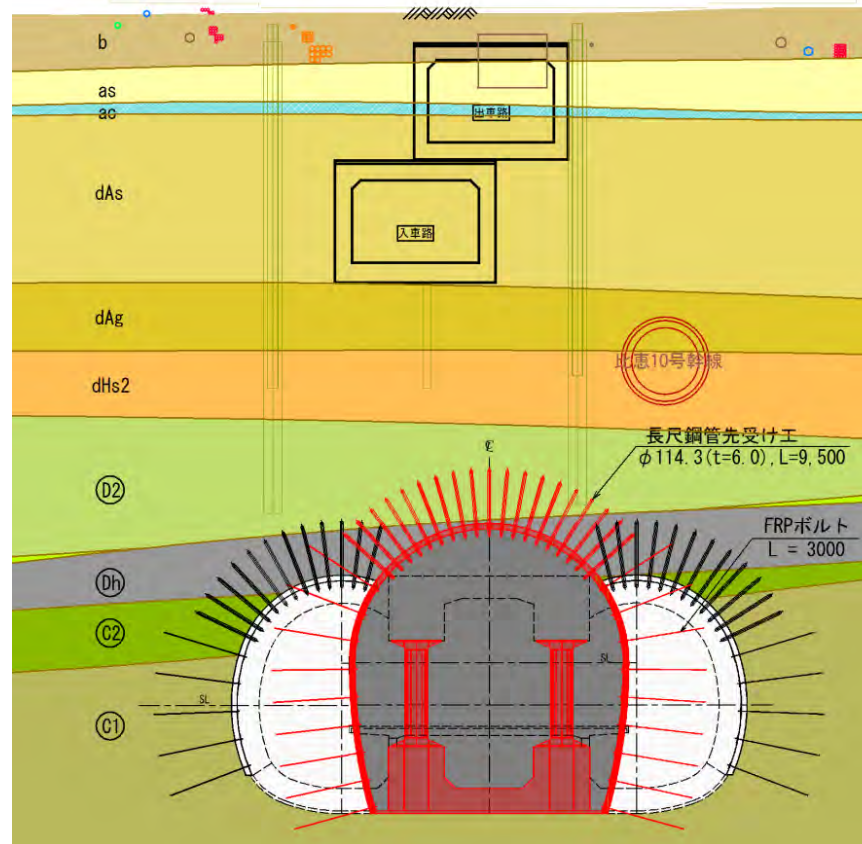 b
as
ac
出車路
dAs
入車路
dAg
比恵10号幹線
dHs2
長尺鋼管先受け工
φ114.3(t=6.0),L=9,500
℄
D2
FRPボルト
L = 3000
Dh
C2
SL
SL
C1